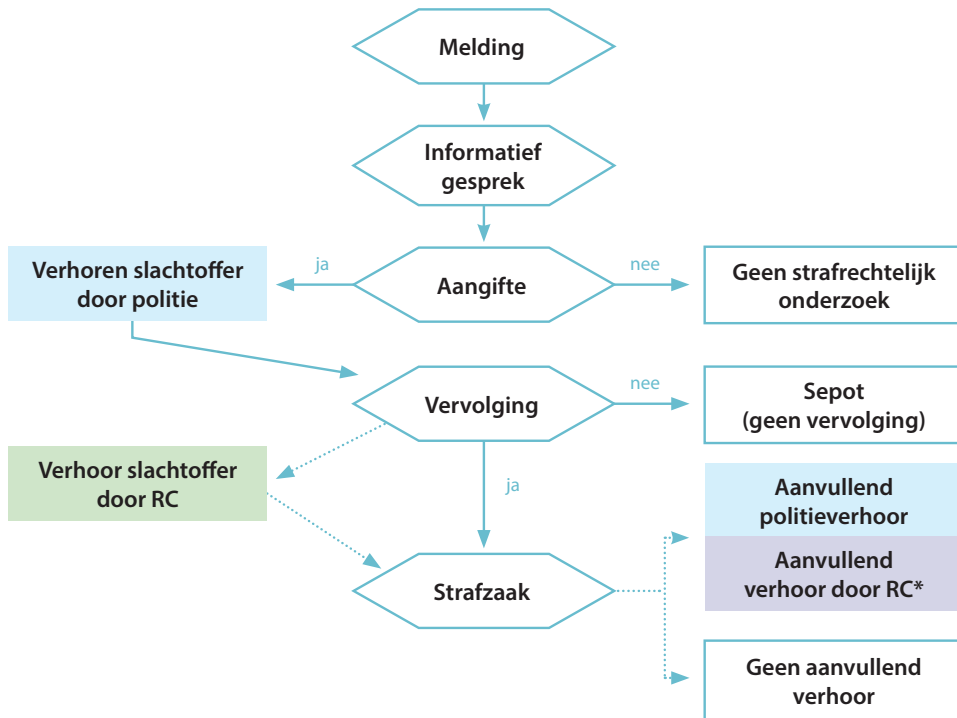 Melding
Informatief
gesprek
Verhoren slachtoffer
door politie
ja
Aangifte
nee
Geen strafrechtelijk
onderzoek
Vervolging
nee
Sepot
(geen vervolging)
Verhoor slachtoffer
door RC
ja
Aanvullend
politieverhoor
Aanvullend
verhoor door RC*
Strafzaak
Geen aanvullend
verhoor